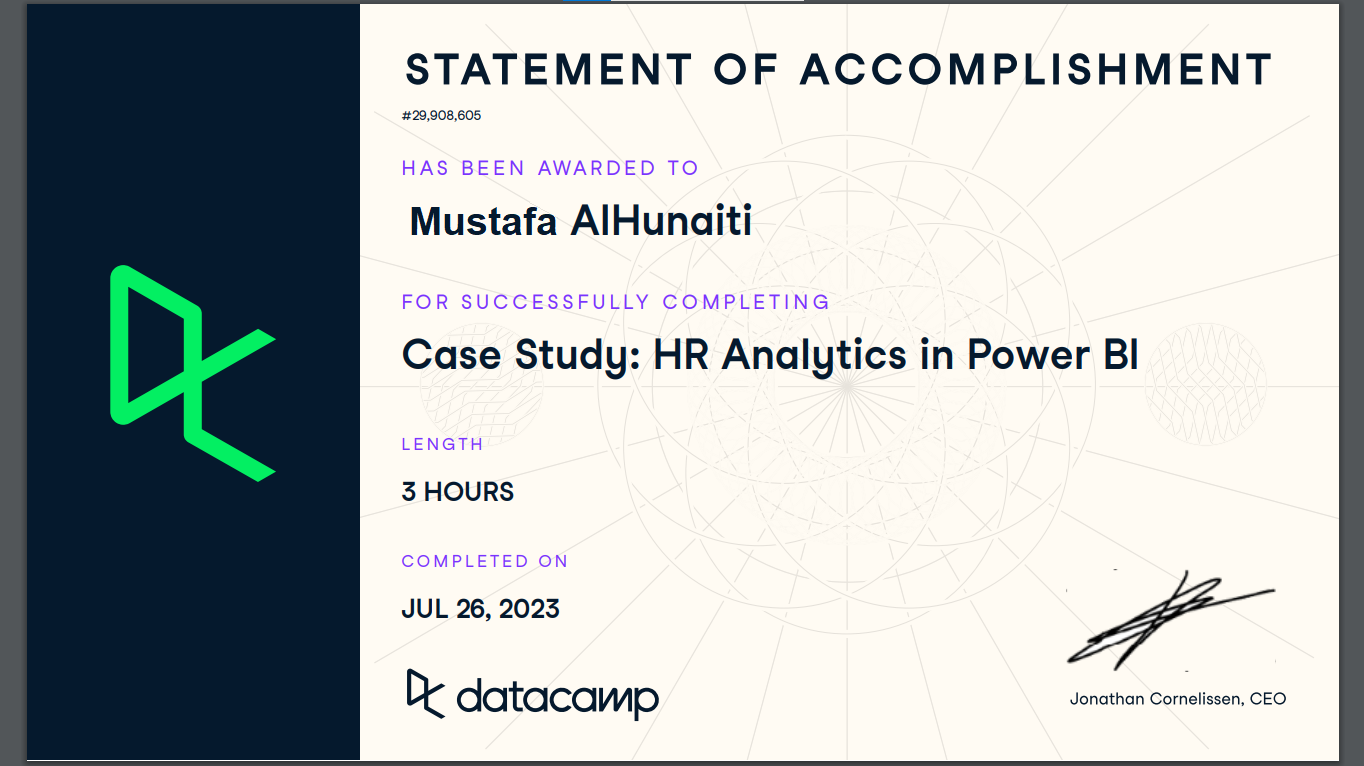 STATEMENT OF ACCOMPLISHMENT
#29,908,605
HAS BEEN AWARDED TO
Mustafa AlHunaiti
FOR SUCCESSFULLY COMPLETING
Case Study: HR Analytics in Power BI
LENGTH
3 HOURS
COMPLETED ON
JUL 26, 2023
datacamp
Jonathan Cornelissen, CEO